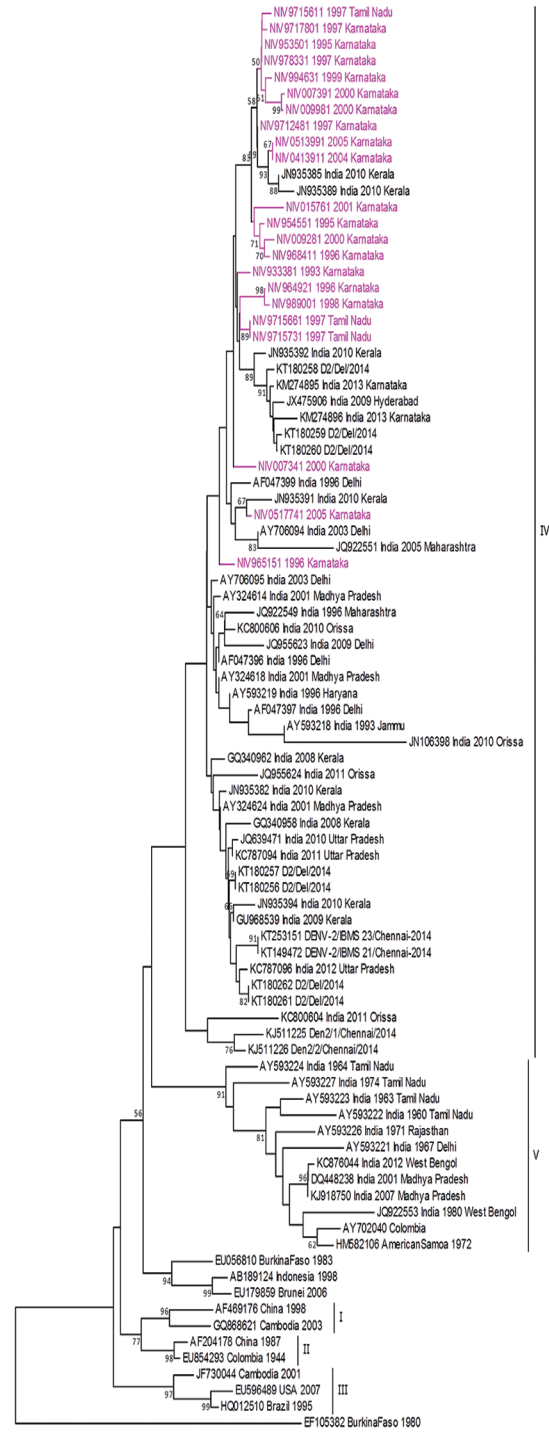 NIV9715611 1997 Tamil Nadu
NIV9717801 1997 Karnataka
NIV953501 1995 Karnataka
NIV978331 1997 Karnataka
50
NIV994631 1999 Karnataka
NIV007391 2000 Karnataka
51
58
99
NIV009981 2000 Karnataka
NIV9712481 1997 Karnataka
67
NIV0513991 2005 Karnataka
83
59
NIV0413911 2004 Karnataka
93
JN935385 India 2010 Kerala
88
JN935389 India 2010 Kerala
NIV015761 2001 Karnataka
NIV954551 1995 Karnataka
NIV009281 2000 Karnataka
71
70
NIV968411 1996 Karnataka
NIV933381 1993 Karnataka
98
NIV964921 1996 Karnataka
NIV989001 1998 Karnataka
NIV9715661 1997 Tamil Nadu
89
NIV9715731 1997 Tamil Nadu
JN935392 India 2010 Kerala
89
KT180258 D2/Del/2014
91
KM274895 India 2013 Karnataka
JX475906 India 2009 Hyderabad
KM274896 India 2013 Karnataka
KT180259 D2/Del/2014
KT180260 D2/Del/2014
NIV007341 2000 Karnataka
AF047399 India 1996 Delhi
67
JN935391 India 2010 Kerala
NIV0517741 2005 Karnataka
AY706094 India 2003 Delhi
IV
83
JQ922551 India 2005 Maharashtra
NIV965151 1996 Karnataka
AY706095 India 2003 Delhi
AY324614 India 2001 Madhya Pradesh
64
JQ922549 India 1996 Maharashtra
KC800606 India 2010 Orissa
JQ955623 India 2009 Delhi
AF047396 India 1996 Delhi
AY324618 India 2001 Madhya Pradesh
AY593219 India 1996 Haryana
AF047397 India 1996 Delhi
AY593218 India 1993 Jammu
JN106398 India 2010 Orissa
GQ340962 India 2008 Kerala
JQ955624 India 2011 Orissa
JN935382 India 2010 Kerala
AY324624 India 2001 Madhya Pradesh
GQ340958 India 2008 Kerala
JQ639471 India 2010 Uttar Pradesh
KC787094 India 2011 Uttar Pradesh
KT180257 D2/Del/2014
KT180256 D2/Del/2014
JN935394 India 2010 Kerala
GU968539 India 2009 Kerala
91
KT253151 DENV-2/IBMS 23/Chennai-2014
KT149472 DENV-2/IBMS 21/Chennai-2014
KC787096 India 2012 Uttar Pradesh
KT180262 D2/Del/2014
82
KT180261 D2/Del/2014
KC800604 India 2011 Orissa
KJ511225 Den2/1/Chennai/2014
76
KJ511226 Den2/2/Chennai/2014
AY593224 India 1964 Tamil Nadu
91
AY593227 India 1974 Tamil Nadu
AY593223 India 1963 Tamil Nadu
56
AY593222 India 1960 Tamil Nadu
81
AY593226 India 1971 Rajasthan
AY593221 India 1967 Delhi
V
KC876044 India 2012 West Bengol
96
DQ448238 India 2001 Madhya Pradesh
KJ918750 India 2007 Madhya Pradesh
JQ922553 India 1980 West Bengol
AY702040 Colombia
62
HM582106 AmericanSamoa 1972
EU056810 BurkinaFaso 1983
94
AB189124 Indonesia 1998
99
EU179859 Brunei 2006
96
AF469176 China 1998
I
GQ868621 Cambodia 2003
77
AF204178 China 1987
II
98
EU854293 Colombia 1944
JF730044 Cambodia 2001
97
EU596489 USA 2007
III
99
HQ012510 Brazil 1995
EF105382 BurkinaFaso 1980